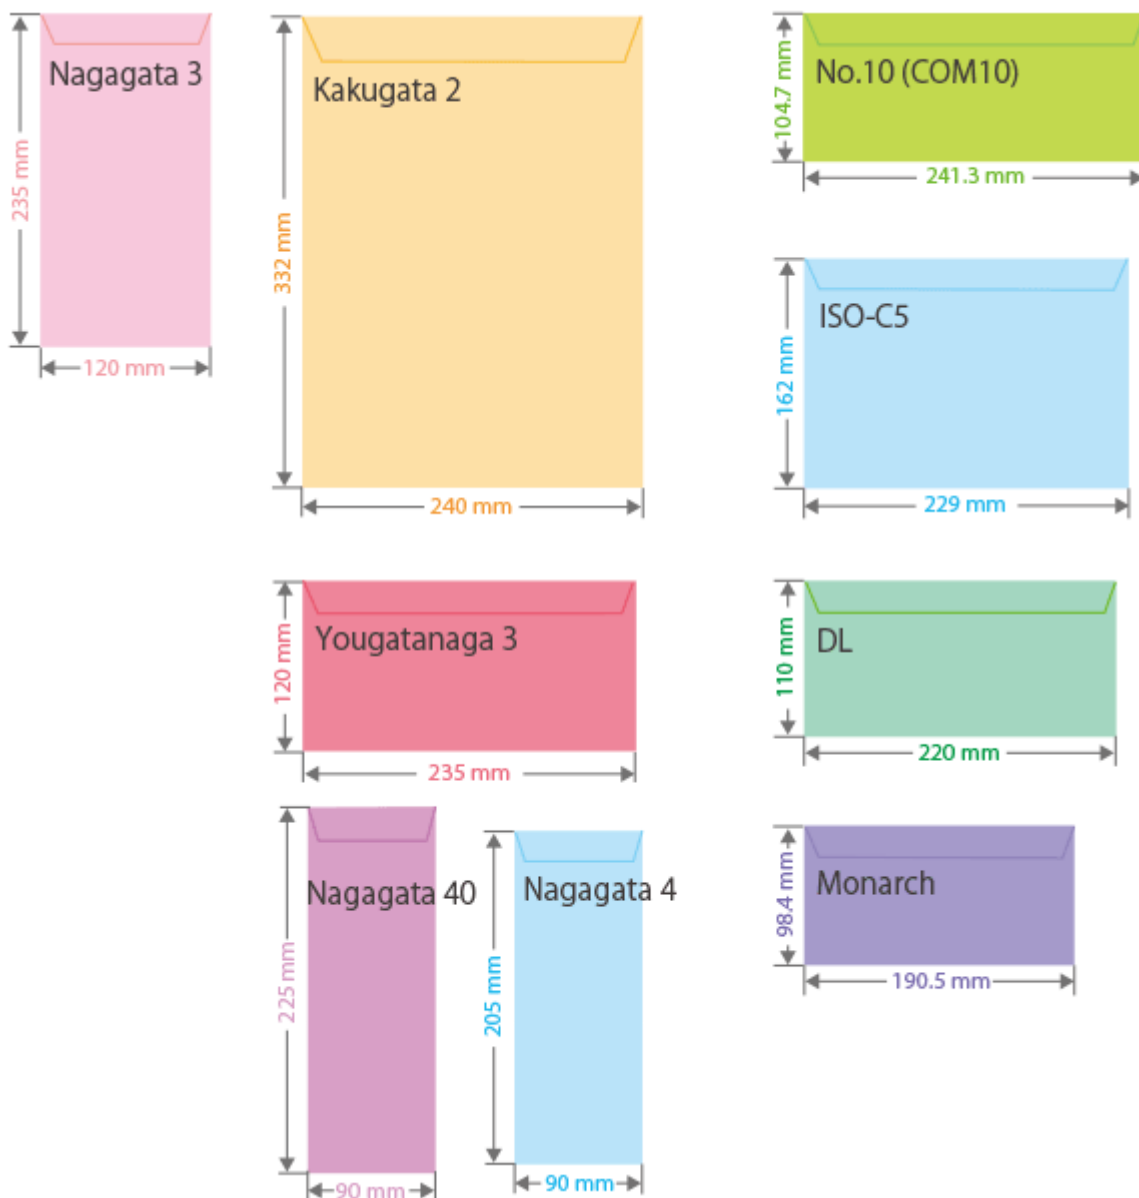 Nagagata 3
235 mm
120 mm
Kakugata 2
332 mm
240 mm
No.10 (COM10)
104.7 mm
241.3 mm
ISO-C5
162 mm
229 mm
Yougatanaga 3
120 mm
235 mm
DL
110 mm
220 mm
Nagagata 40
225 mm
90 mm
Nagagata 4
205 mm
90 mm
Monarch
98.4 mm
190.5 mm